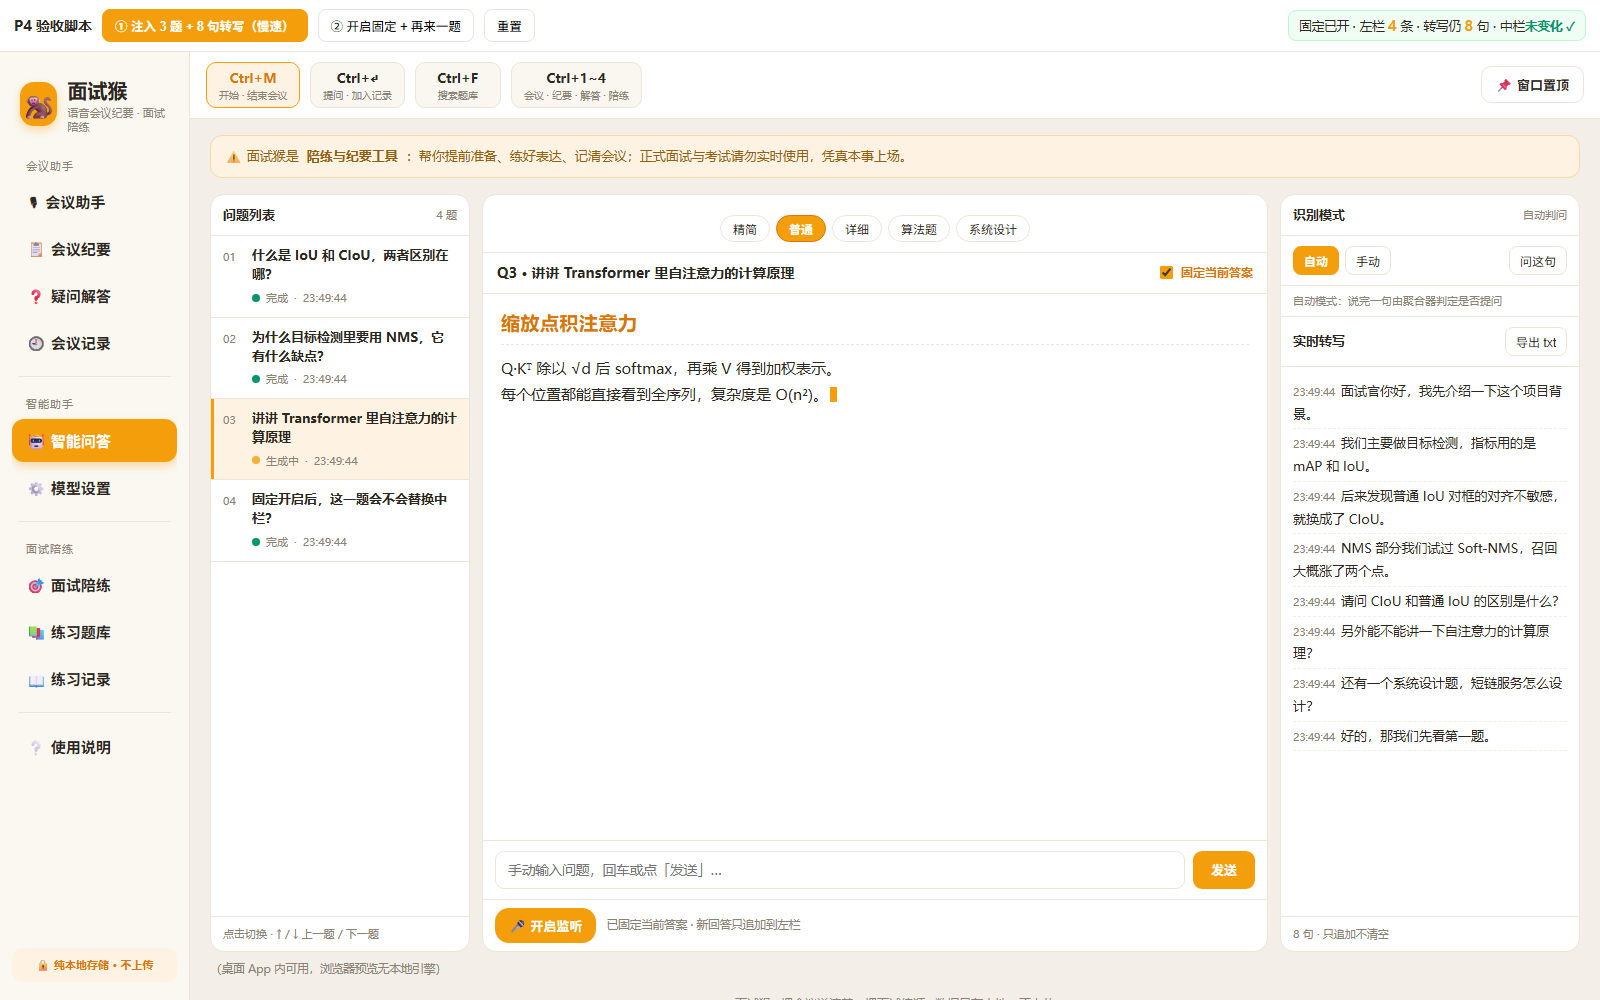 P4 验收脚本
① 注入 3 题 + 8 句转写（慢速）
② 开启固定 + 再来一题
重置
固定已开 · 左栏 4 条 · 转写仍 8 句 · 中栏未变化 ✓
面试猴
语音会议纪要 · 面试
陪练
会议助手
会议助手
会议纪要
疑问解答
会议记录
智能助手
智能问答
模型设置
面试陪练
面试陪练
练习题库
练习记录
使用说明
纯本地存储 • 不上传
Ctrl+M
开始 · 结束会议
Ctrl+↵
提问 · 加入记录
Ctrl+F
搜索题库
Ctrl+1~4
会议 · 纪要 · 解答 · 陪练
窗口置顶
面试猴是 陪练与纪要工具 ：帮你提前准备、练好表达、记清会议；正式面试与考试请勿实时使用，凭真本事上场。
问题列表
4 题
01 什么是 IoU 和 CIoU，两者区别在
哪？
完成 · 23:49:44
02 为什么目标检测里要用 NMS，它
有什么缺点？
完成 · 23:49:44
03 讲讲 Transformer 里自注意力的计
算原理
生成中 · 23:49:44
04 固定开启后，这一题会不会替换中
栏？
完成 · 23:49:44
点击切换 · ↑ / ↓ 上一题 / 下一题
精简
普通
详细
算法题
系统设计
Q3 • 讲讲 Transformer 里自注意力的计算原理
固定当前答案
缩放点积注意力
Q·Kᵀ 除以 √d 后 softmax，再乘 V 得到加权表示。
每个位置都能直接看到全序列，复杂度是 O(n²)。
手动输入问题，回车或点「发送」...
发送
开启监听
已固定当前答案 · 新回答只追加到左栏
识别模式
自动判问
自动
手动
问这句
自动模式：说完一句由聚合器判定是否提问
实时转写
导出 txt
23:49:44 面试官你好，我先介绍一下这个项目背
景。
23:49:44 我们主要做目标检测，指标用的是
mAP 和 IoU。
23:49:44 后来发现普通 IoU 对框的对齐不敏感，
就换成了 CIoU。
23:49:44 NMS 部分我们试过 Soft-NMS，召回
大概涨了两个点。
23:49:44 请问 CIoU 和普通 IoU 的区别是什么？
23:49:44 另外能不能讲一下自注意力的计算原
理？
23:49:44 还有一个系统设计题，短链服务怎么设
计？
23:49:44 好的，那我们先看第一题。
8 句 · 只追加不清空
（桌面 App 内可用，浏览器预览无本地引擎）